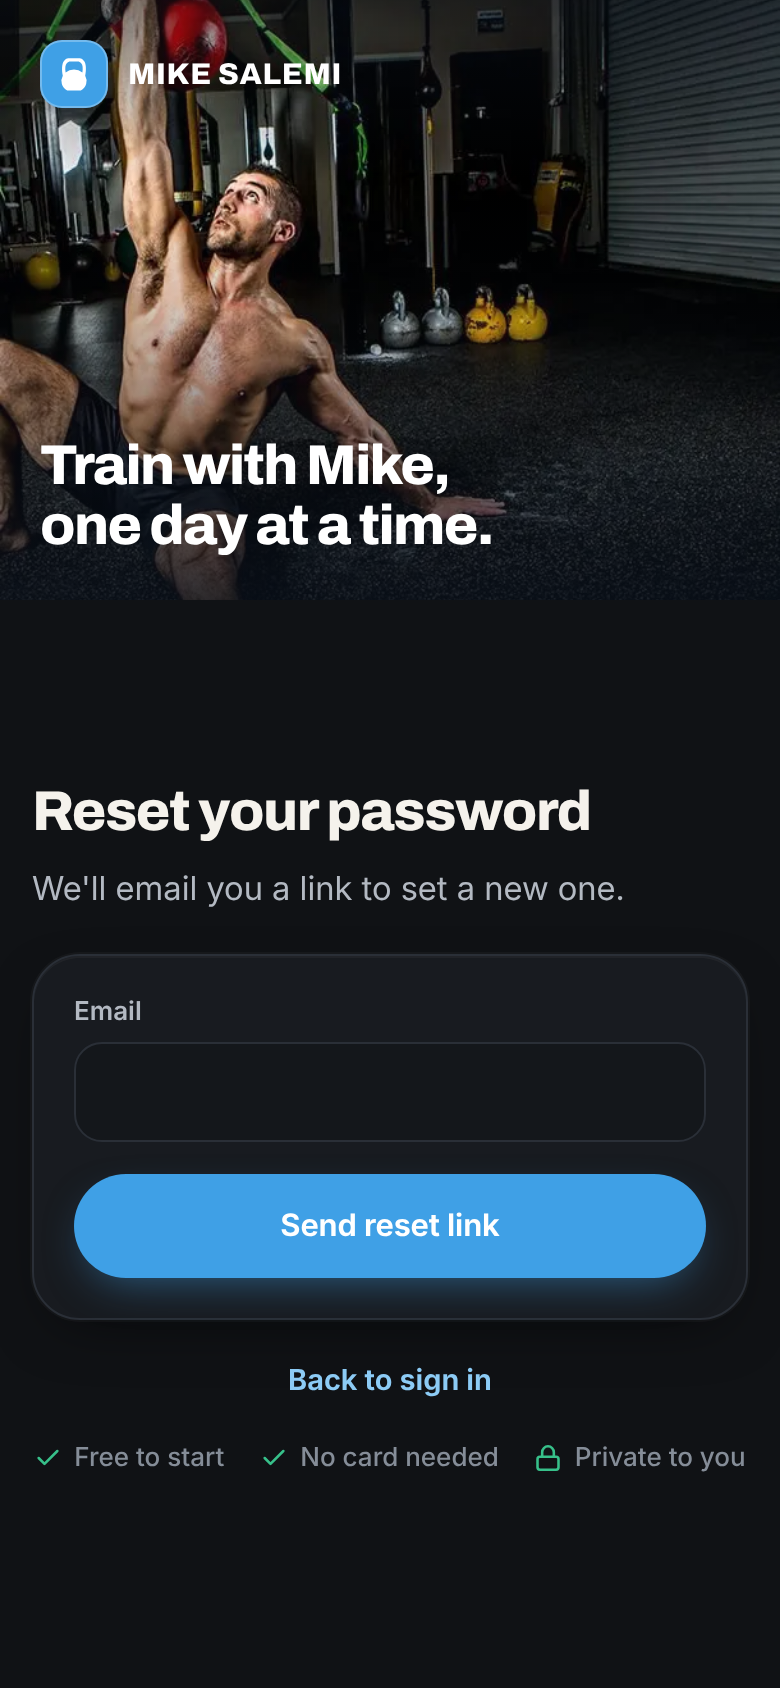 MIKE SALEMI
Train with Mike,
one day at a time.
Reset your password
We'll email you a link to set a new one.
Email
Send reset link
Back to sign in
Free to start
No card needed
Private to you